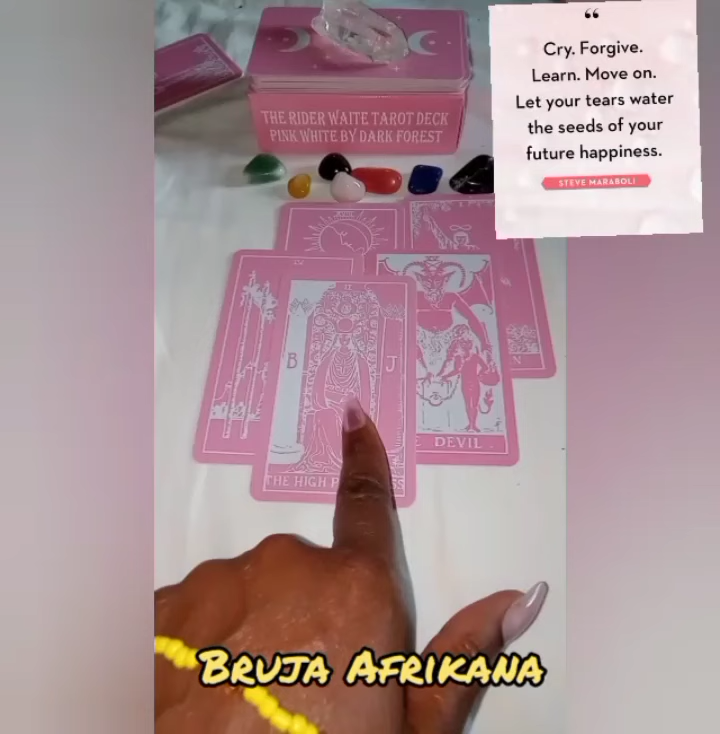 THE RIDER WAITE TAROT DECK
PINK WHITE BY DARK FOREST
“
Cry. Forgive.
Learn. Move on.
Let your tears water
the seeds of your
future happiness.
STEVE MARABOLI
II
B J
DEVIL.
THE HIGH
BRUJA AFRIKANA